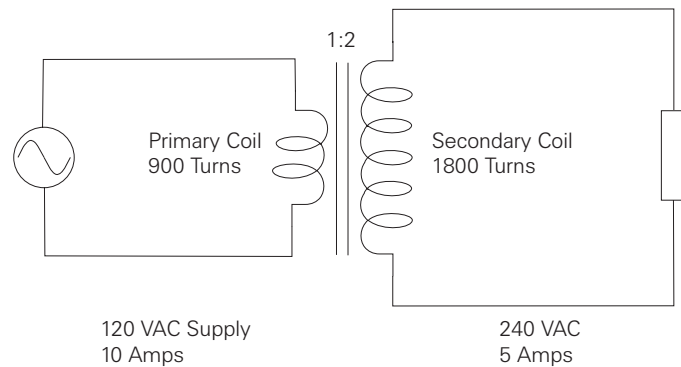 1:2
Primary Coil
900 Turns
Secondary Coil
1800 Turns
120 VAC Supply
10 Amps
240 VAC
5 Amps